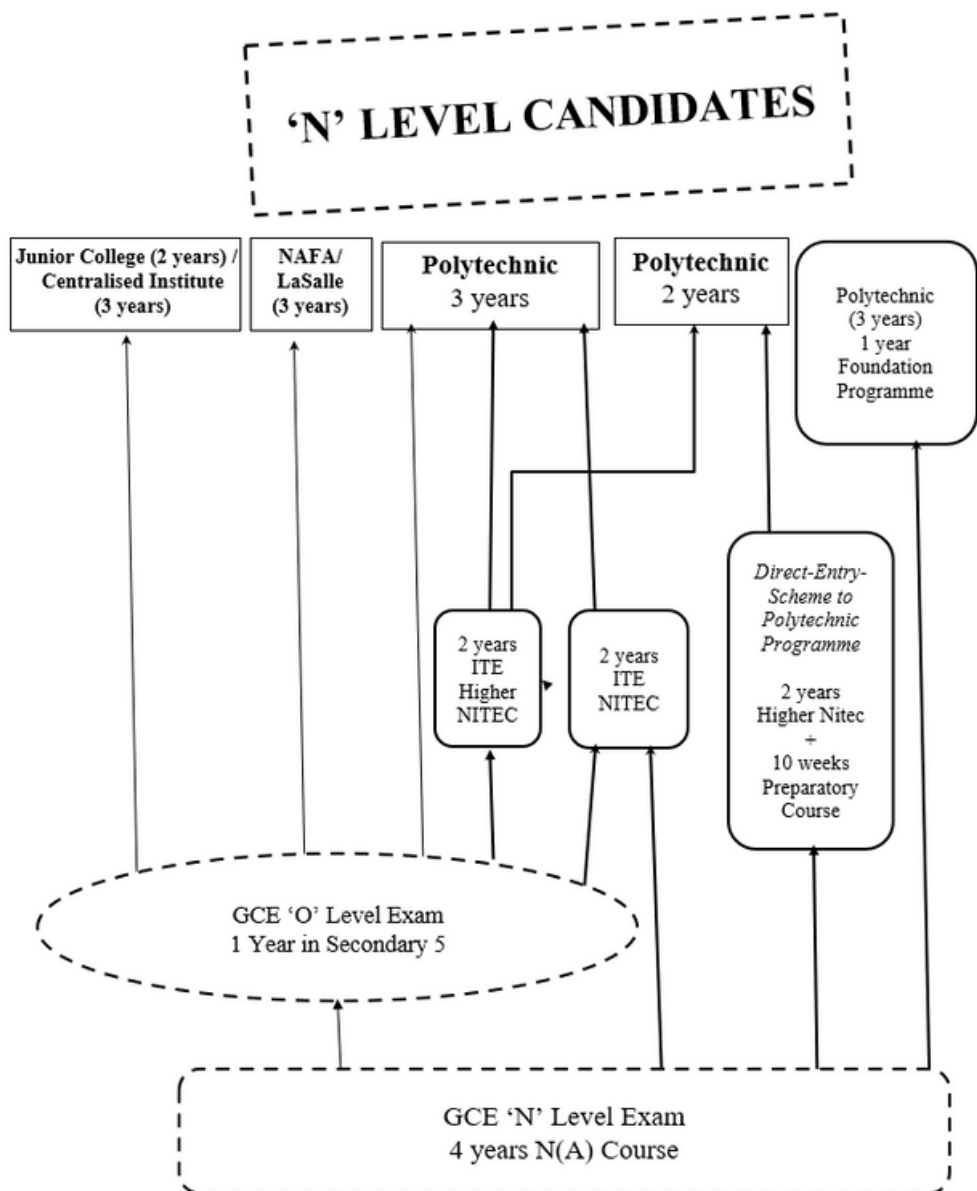 ‘N’ LEVEL CANDIDATES
Junior College (2 years) /
Centralised Institute
(3 years)
NAFA/
LaSalle
(3 years)
Polytechnic
3 years
Polytechnic
2 years
Polytechnic
(3 years)
1 year
Foundation
Programme
2 years
ITE
Higher
NITEC
2 years
ITE
NITEC
Direct-Entry-
Scheme to
Polytechnic
Programme
2 years
Higher Nitec
+
10 weeks
Preparatory
Course
GCE ‘O’ Level Exam
1 Year in Secondary 5
GCE ‘N’ Level Exam
4 years N(A) Course